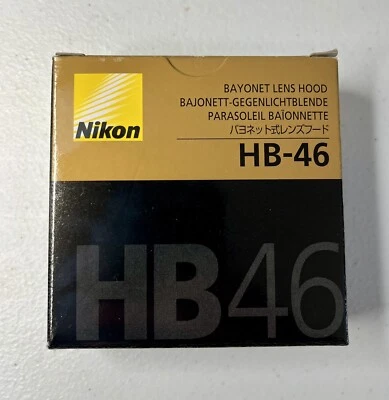 Nikon
BAYONET LENS HOOD
BAJONETT-GEGENLICHTBLENDE
PARASOLEIL BAÏONNETTE
バヨネット式レンズフード
HB-46
HB46